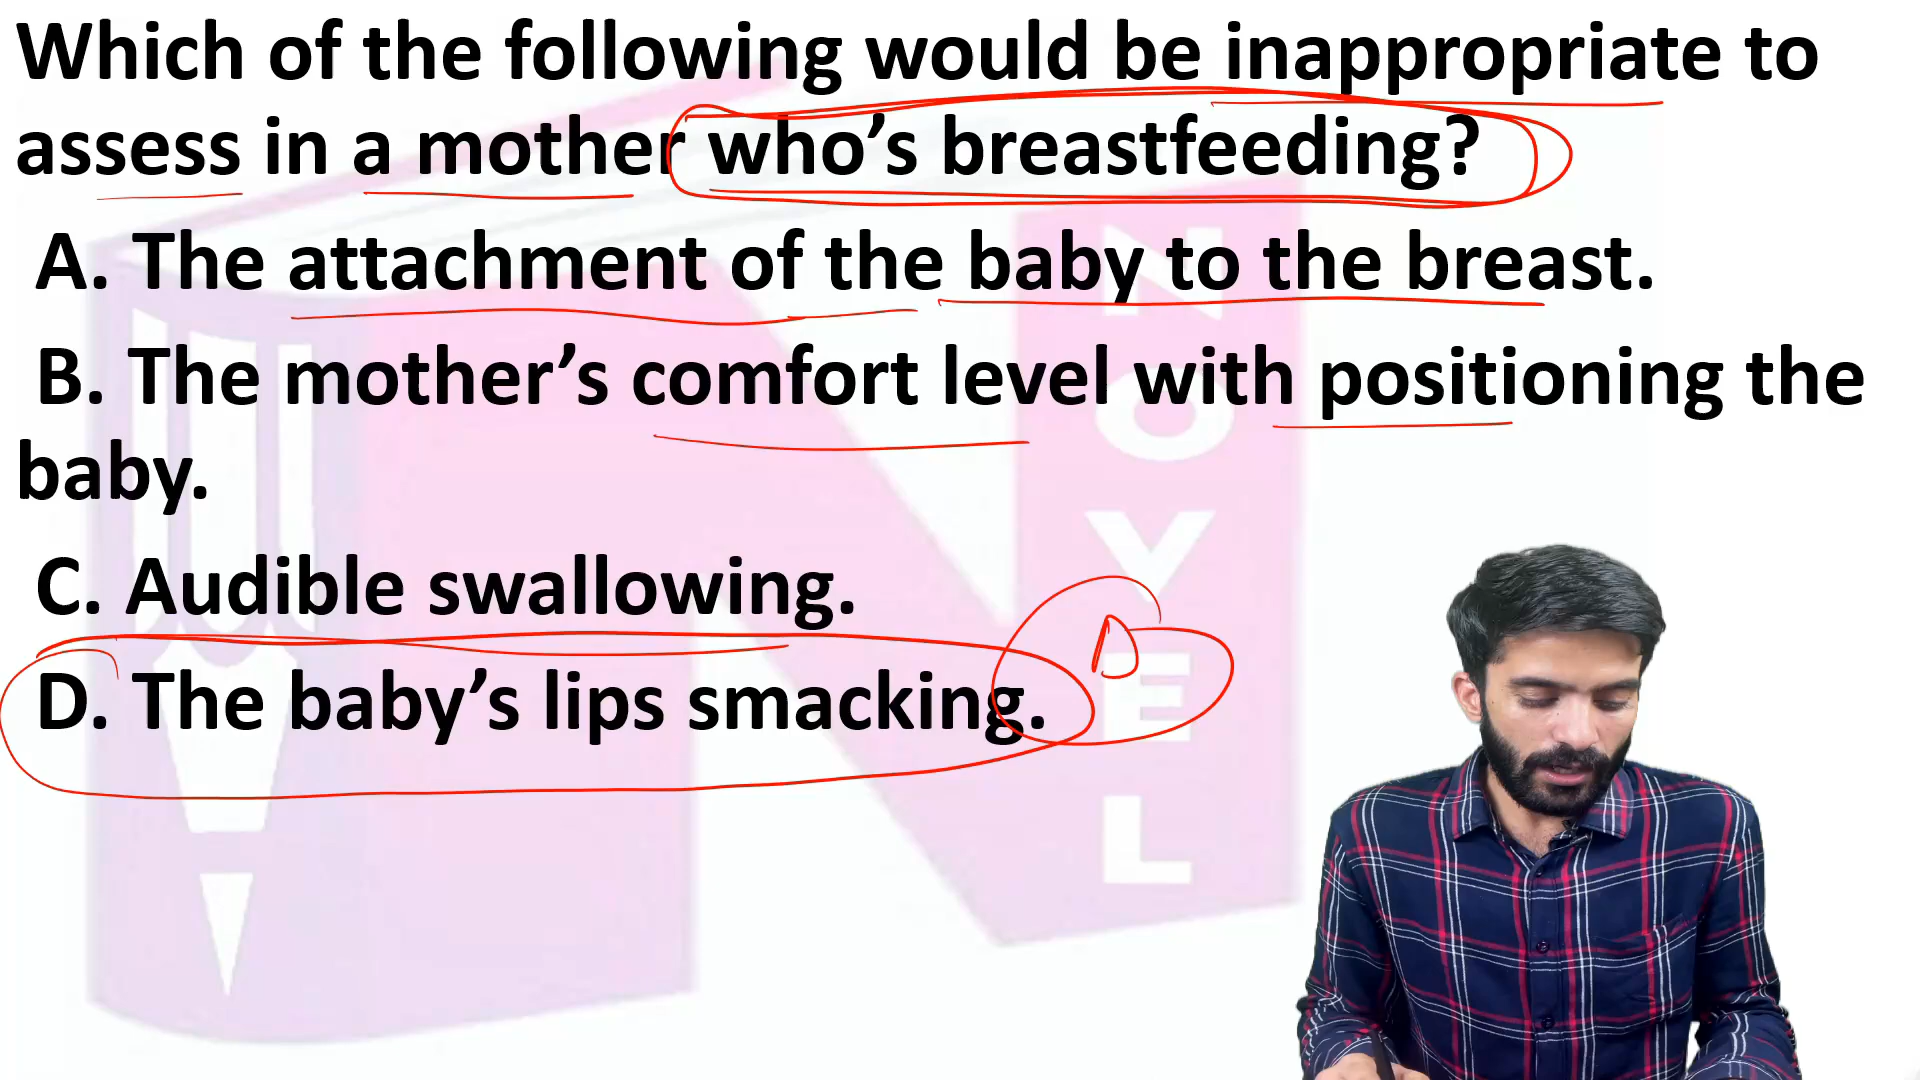 Which of the following would be inappropriate to
assess in a mother who’s breastfeeding?
A. The attachment of the baby to the breast.
B. The mother’s comfort level with positioning the
baby.
C. Audible swallowing.
D. The baby’s lips smacking.
D
NOVEL